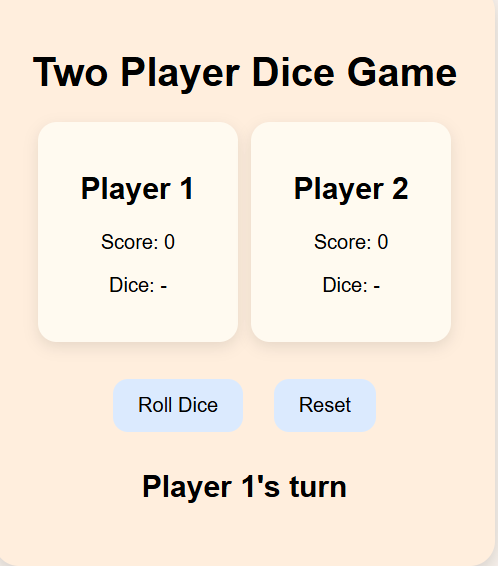 Two Player Dice Game
Player 1
Score: 0
Dice: -
Player 2
Score: 0
Dice: -
Roll Dice
Reset
Player 1's turn